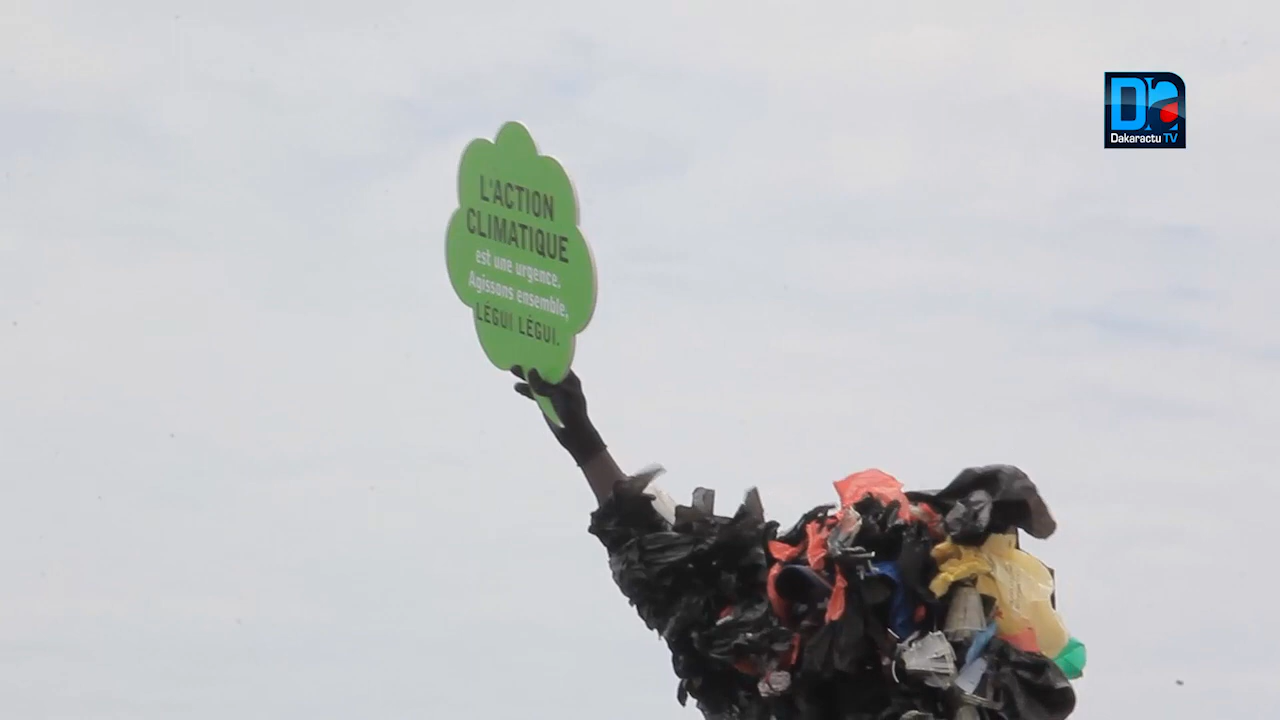 L'ACTION
CLIMATIQUE
est une urgence.
Agissons ensemble,
LÉGUI LÉGUI.
Dakaractu TV